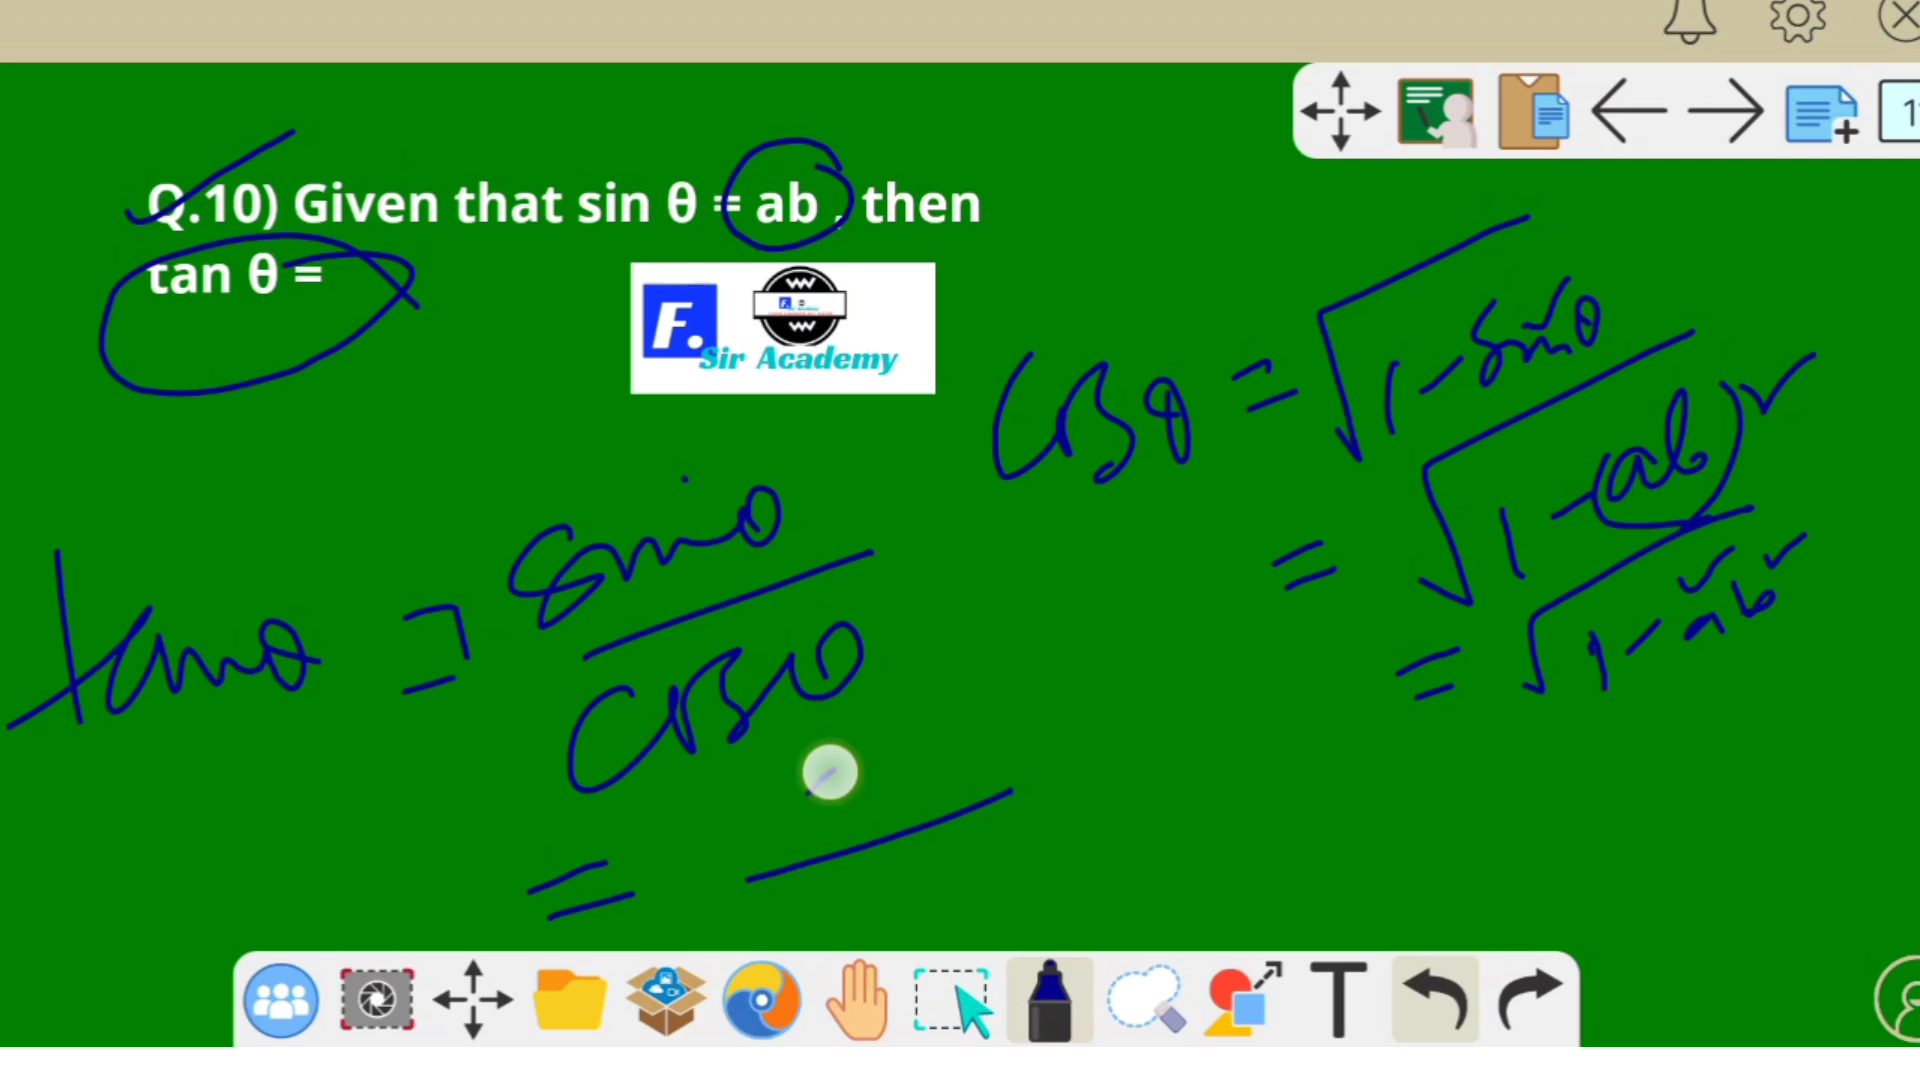 Q.10) Given that sin θ = ab , then
tan θ =
F.
Sir Academy
cos θ = √1 - sin²θ
= √1 - (ab)²
= √1 - a²b²
tan θ = sin θ / cos θ
=
T